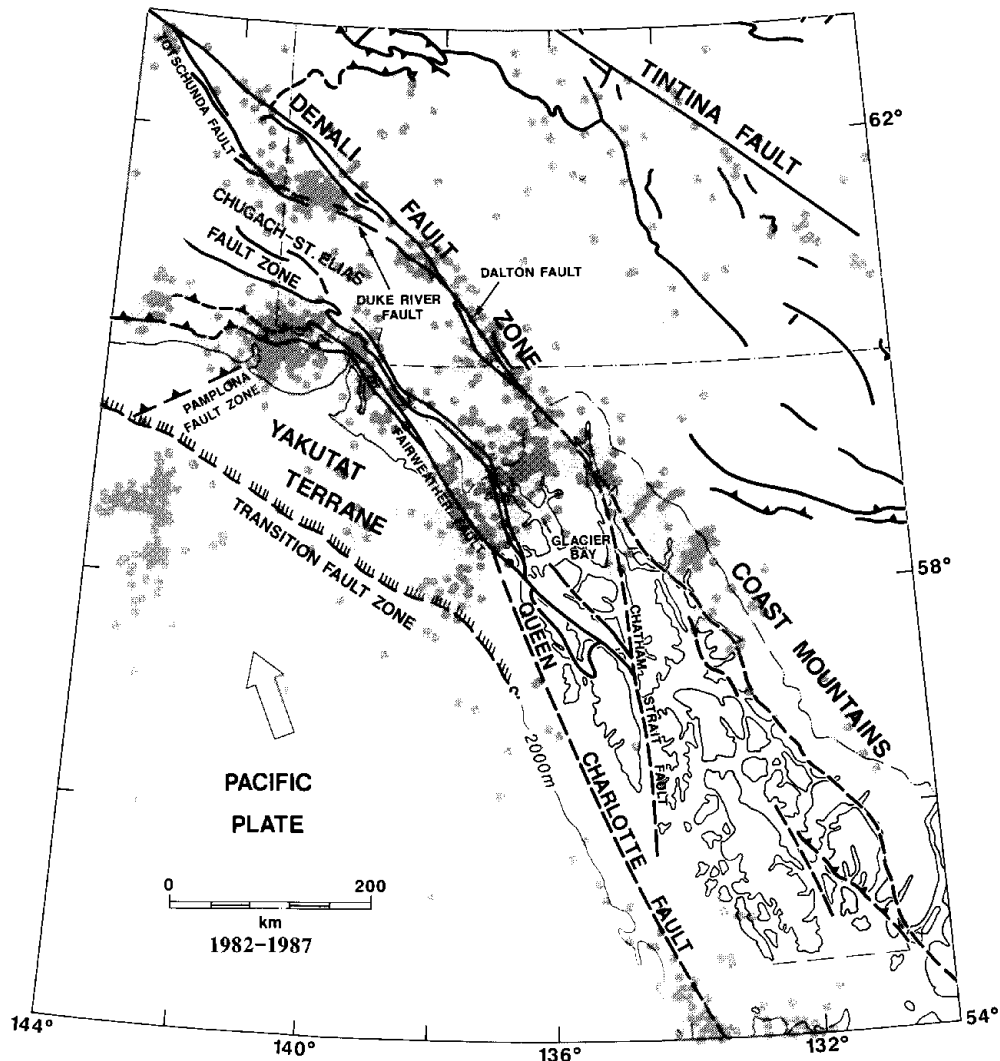 TOTSCHUNDA FAULT
DENALI
FAULT
ZONE
TINTINA FAULT
62°
CHUGACH-ST. ELIAS
FAULT ZONE
DALTON FAULT
DUKE RIVER
FAULT
PAMPLONA
FAULT ZONE
YAKUTAT
TERRANE
FAIRWEATHER FAULT
TRANSITION FAULT ZONE
GLACIER
BAY
58°
COAST MOUNTAINS
QUEEN
CHARLOTTE
FAULT
CHATHAM
STRAIT
FAULT
2000m
PACIFIC
PLATE
0 200
km
1982-1987
144°
140°
136°
132°
54°